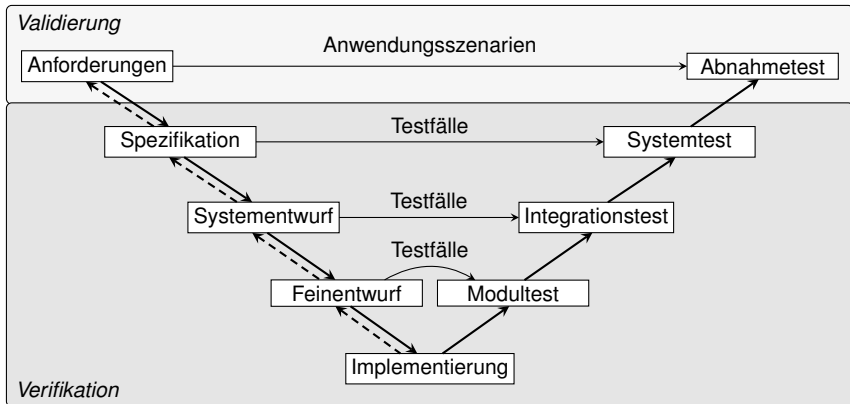 Validierung
Anwendungsszenarien
Anforderungen
Abnahmetest
Testfälle
Spezifikation
Systemtest
Testfälle
Systementwurf
Integrationstest
Testfälle
Feinentwurf
Modultest
Implementierung
Verifikation